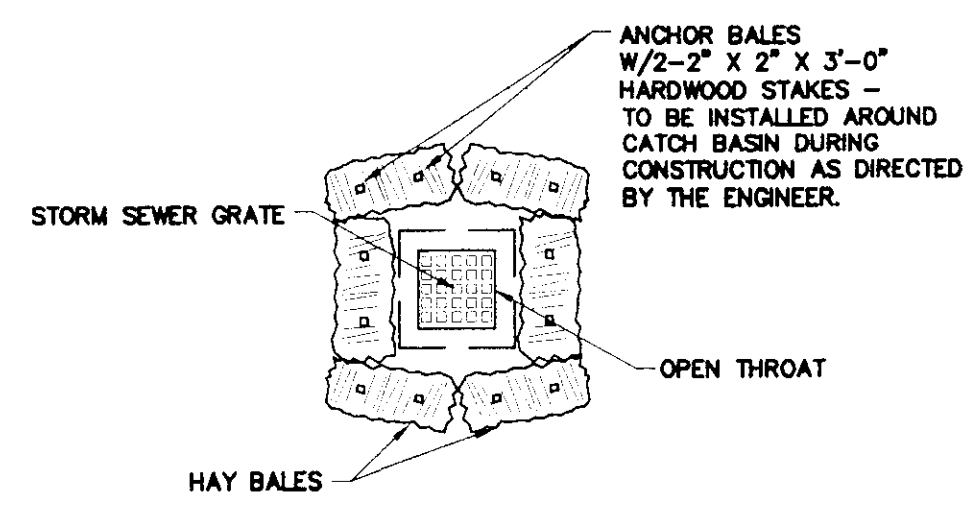 ANCHOR BALES
W/2-2" X 2" X 3'-0"
HARDWOOD STAKES -
TO BE INSTALLED AROUND
CATCH BASIN DURING
CONSTRUCTION AS DIRECTED
BY THE ENGINEER.
STORM SEWER GRATE
OPEN THROAT
HAY BALES